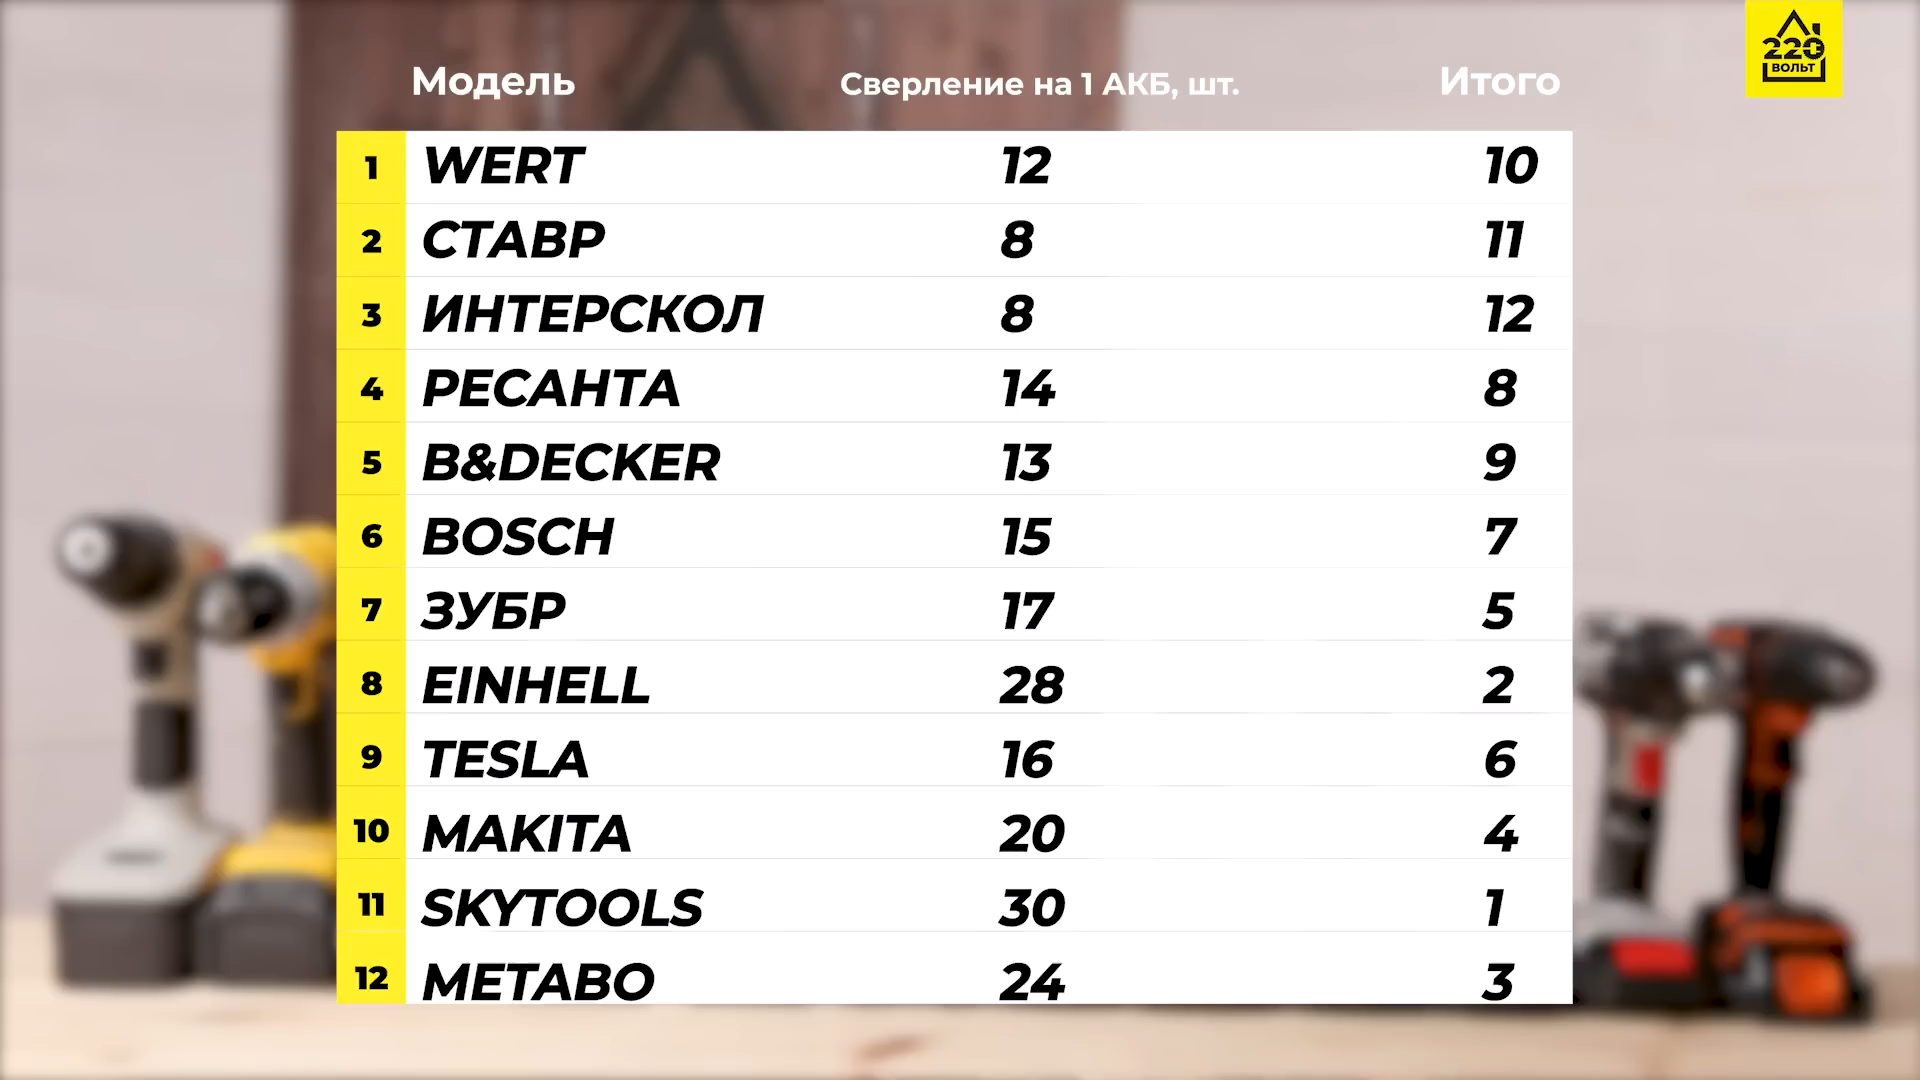 220
ВОЛЬТ
Модель Сверление на 1 АКБ, шт. Итого
1 WERT 12 10
2 СТАВР 8 11
3 ИНТЕРСКОЛ 8 12
4 РЕСАНТА 14 8
5 B&DECKER 13 9
6 BOSCH 15 7
7 ЗУБР 17 5
8 EINHELL 28 2
9 TESLA 16 6
10 MAKITA 20 4
11 SKYTOOLS 30 1
12 METABO 24 3